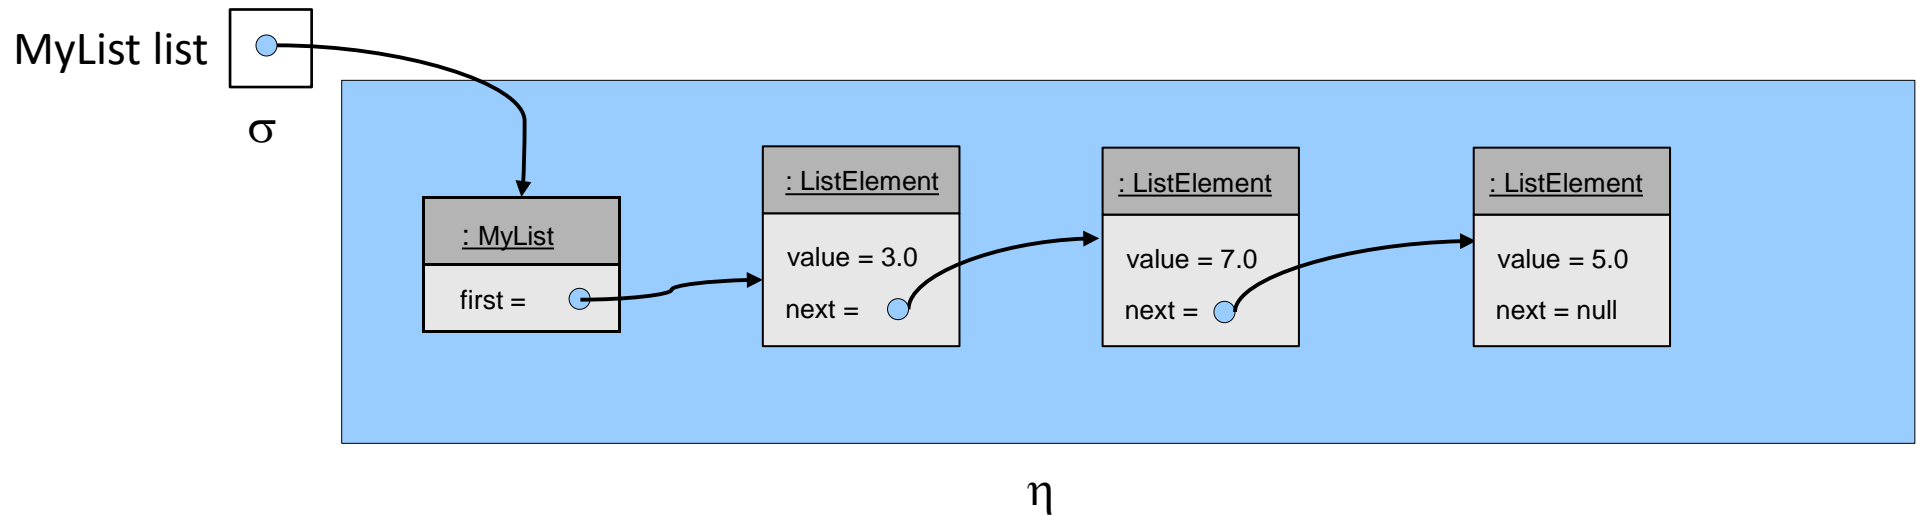 MyList list
σ
: MyList
first =
: ListElement
value = 3.0
next =
: ListElement
value = 7.0
next =
: ListElement
value = 5.0
next = null
η